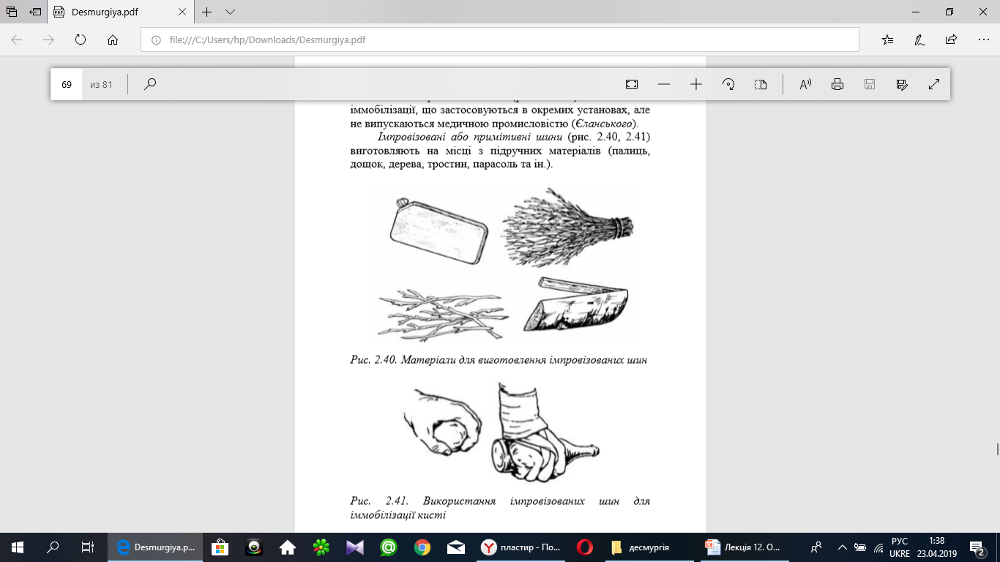 Desmurgiya.pdf
file:///C:/Users/hp/Downloads/Desmurgiya.pdf
69 из 81
іммобілізації, що застосовуються в окремих установах, але
не випускаються медичною промисловістю (Єланського).
Імпровізовані або примітивні шини (рис. 2.40, 2.41)
виготовляють на місці з підручних матеріалів (палиць,
дощок, дерева, тростин, парасоль та ін.).
Рис. 2.40. Матеріали для виготовлення імпровізованих шин
Рис. 2.41. Використання імпровізованих шин для
іммобілізації кисті
Desmurgiya.p...
пластир - По...
десмургія
Лекція 12. О...
РУС
UKRE
1:38
23.04.2019
2